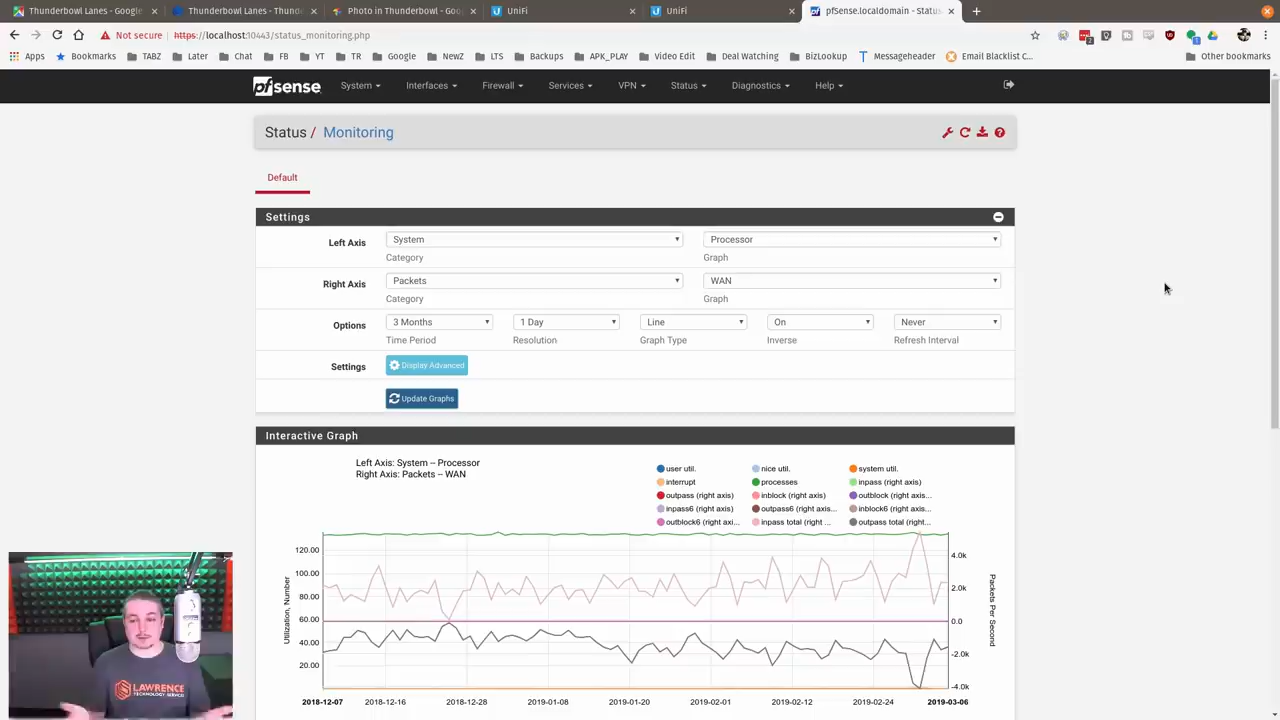 Thunderbowl Lanes - Google
Thunderbowl Lanes - Thunde
Photo in Thunderbowl - Goog
UniFi
UniFi
pfSense.localdomain - Status
Not secure
https://localhost:10443/status_monitoring.php
Apps
Bookmarks
TABZ
Later
Chat
FB
YT
TR
Google
NewZ
LTS
Backups
APK_PLAY
Video Edit
Deal Watching
BizLookup
Messageheader
Email Blacklist C...
Other bookmarks
pfsense
System
Interfaces
Firewall
Services
VPN
Status
Diagnostics
Help
Status / Monitoring
Default
Settings
Left Axis
System
Processor
Category
Graph
Right Axis
Packets
WAN
Category
Graph
Options
3 Months
1 Day
Line
On
Never
Time Period
Resolution
Graph Type
Inverse
Refresh Interval
Settings
Display Advanced
Update Graphs
Interactive Graph
Left Axis: System -- Processor
Right Axis: Packets -- WAN
user util.
nice util.
system util.
interrupt
processes
inpass (right axis)
outpass (right axis)
inblock (right axis)
outblock (right axis...
inpass6 (right axis)
outpass6 (right axis...
inblock6 (right axis...
outblock6 (right axi...
inpass total (right ...
outpass total (right...
120.00
100.00
80.00
60.00
40.00
20.00
Utilization, Number
4.0k
2.0k
0.0
-2.0k
-4.0k
Packets Per Second
2018-12-07
2018-12-16
2018-12-28
2019-01-08
2019-01-20
2019-02-01
2019-02-12
2019-02-24
2019-03-06
LAWRENCE
TECHNOLOGY SERVICES